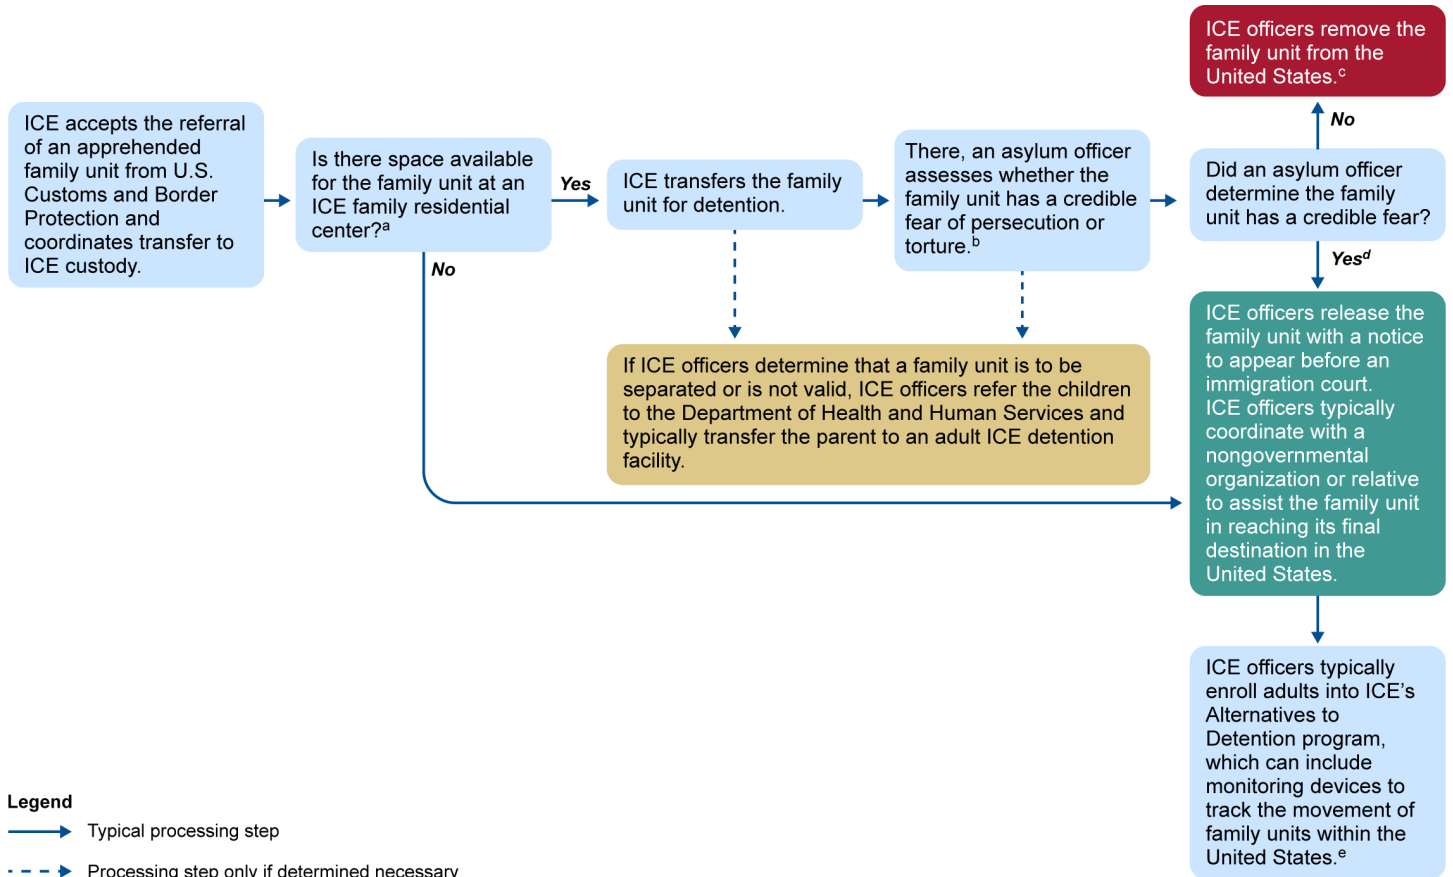 ICE accepts the referral
of an apprehended
family unit from U.S.
Customs and Border
Protection and
coordinates transfer to
ICE custody.
Is there space available
for the family unit at an
ICE family residential
center?a
Yes
No
ICE transfers the family
unit for detention.
There, an asylum officer
assesses whether the
family unit has a credible
fear of persecution or
torture.b
If ICE officers determine that a family unit is to be
separated or is not valid, ICE officers refer the children
to the Department of Health and Human Services and
typically transfer the parent to an adult ICE detention
facility.
Did an asylum officer
determine the family
unit has a credible fear?
No
ICE officers remove the
family unit from the
United States.c
Yesd
ICE officers release the
family unit with a notice
to appear before an
immigration court.
ICE officers typically
coordinate with a
nongovernmental
organization or relative
to assist the family unit
in reaching its final
destination in the
United States.
ICE officers typically
enroll adults into ICE’s
Alternatives to
Detention program,
which can include
monitoring devices to
track the movement of
family units within the
United States.e
Legend
Typical processing step
Processing step only if determined necessary